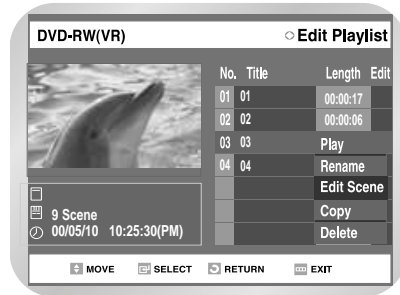 DVD-RW(VR) Edit Playlist
No. Title Length Edit
01 01 00:00:17
02 02 00:00:06
03 03 Play
04 04 Rename
Edit Scene
Copy
Delete
9 Scene
00/05/10 10:25:30(PM)
MOVE SELECT RETURN EXIT